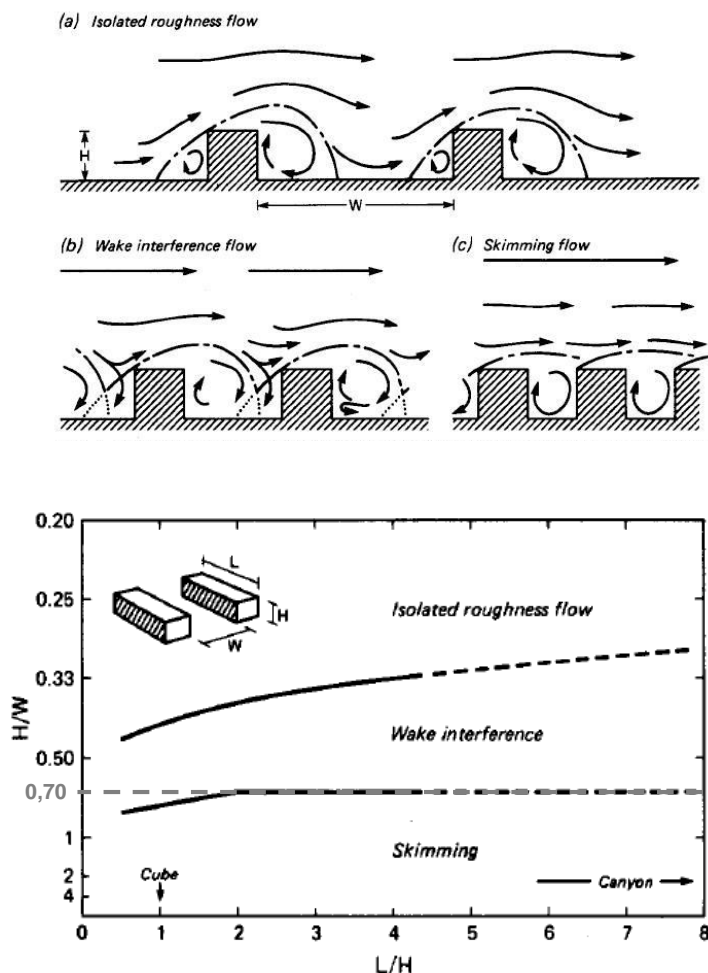 (a) Isolated roughness flow
H
W
(b) Wake interference flow
(c) Skimming flow
0.20
0.25
0.33
0.50
0,70
1
2
4
H/W
L
H
W
Isolated roughness flow
Wake interference
Skimming
Cube
Canyon
0 1 2 3 4 5 6 7 8
L/H